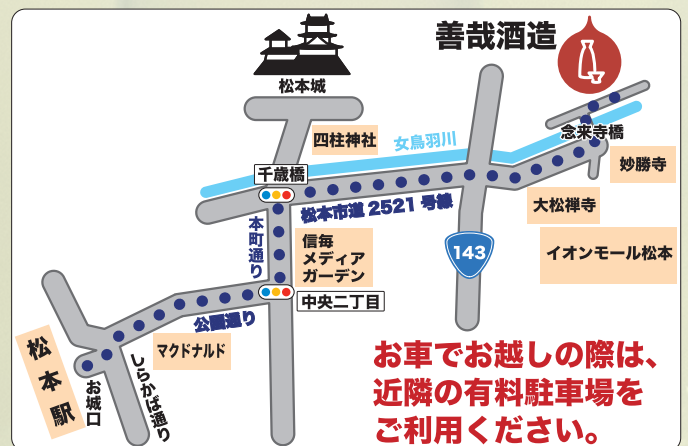 善哉酒造
松本城
四柱神社
女鳥羽川
念来寺橋
千歳橋
妙勝寺
松本市道 2521 号線
大松禅寺
本町通り
信毎
メディア
ガーデン
143
イオンモール松本
中央二丁目
公園通り
マクドナルド
松本駅
お城口
しらかば通り
お車でお越しの際は、
近隣の有料駐車場を
ご利用ください。